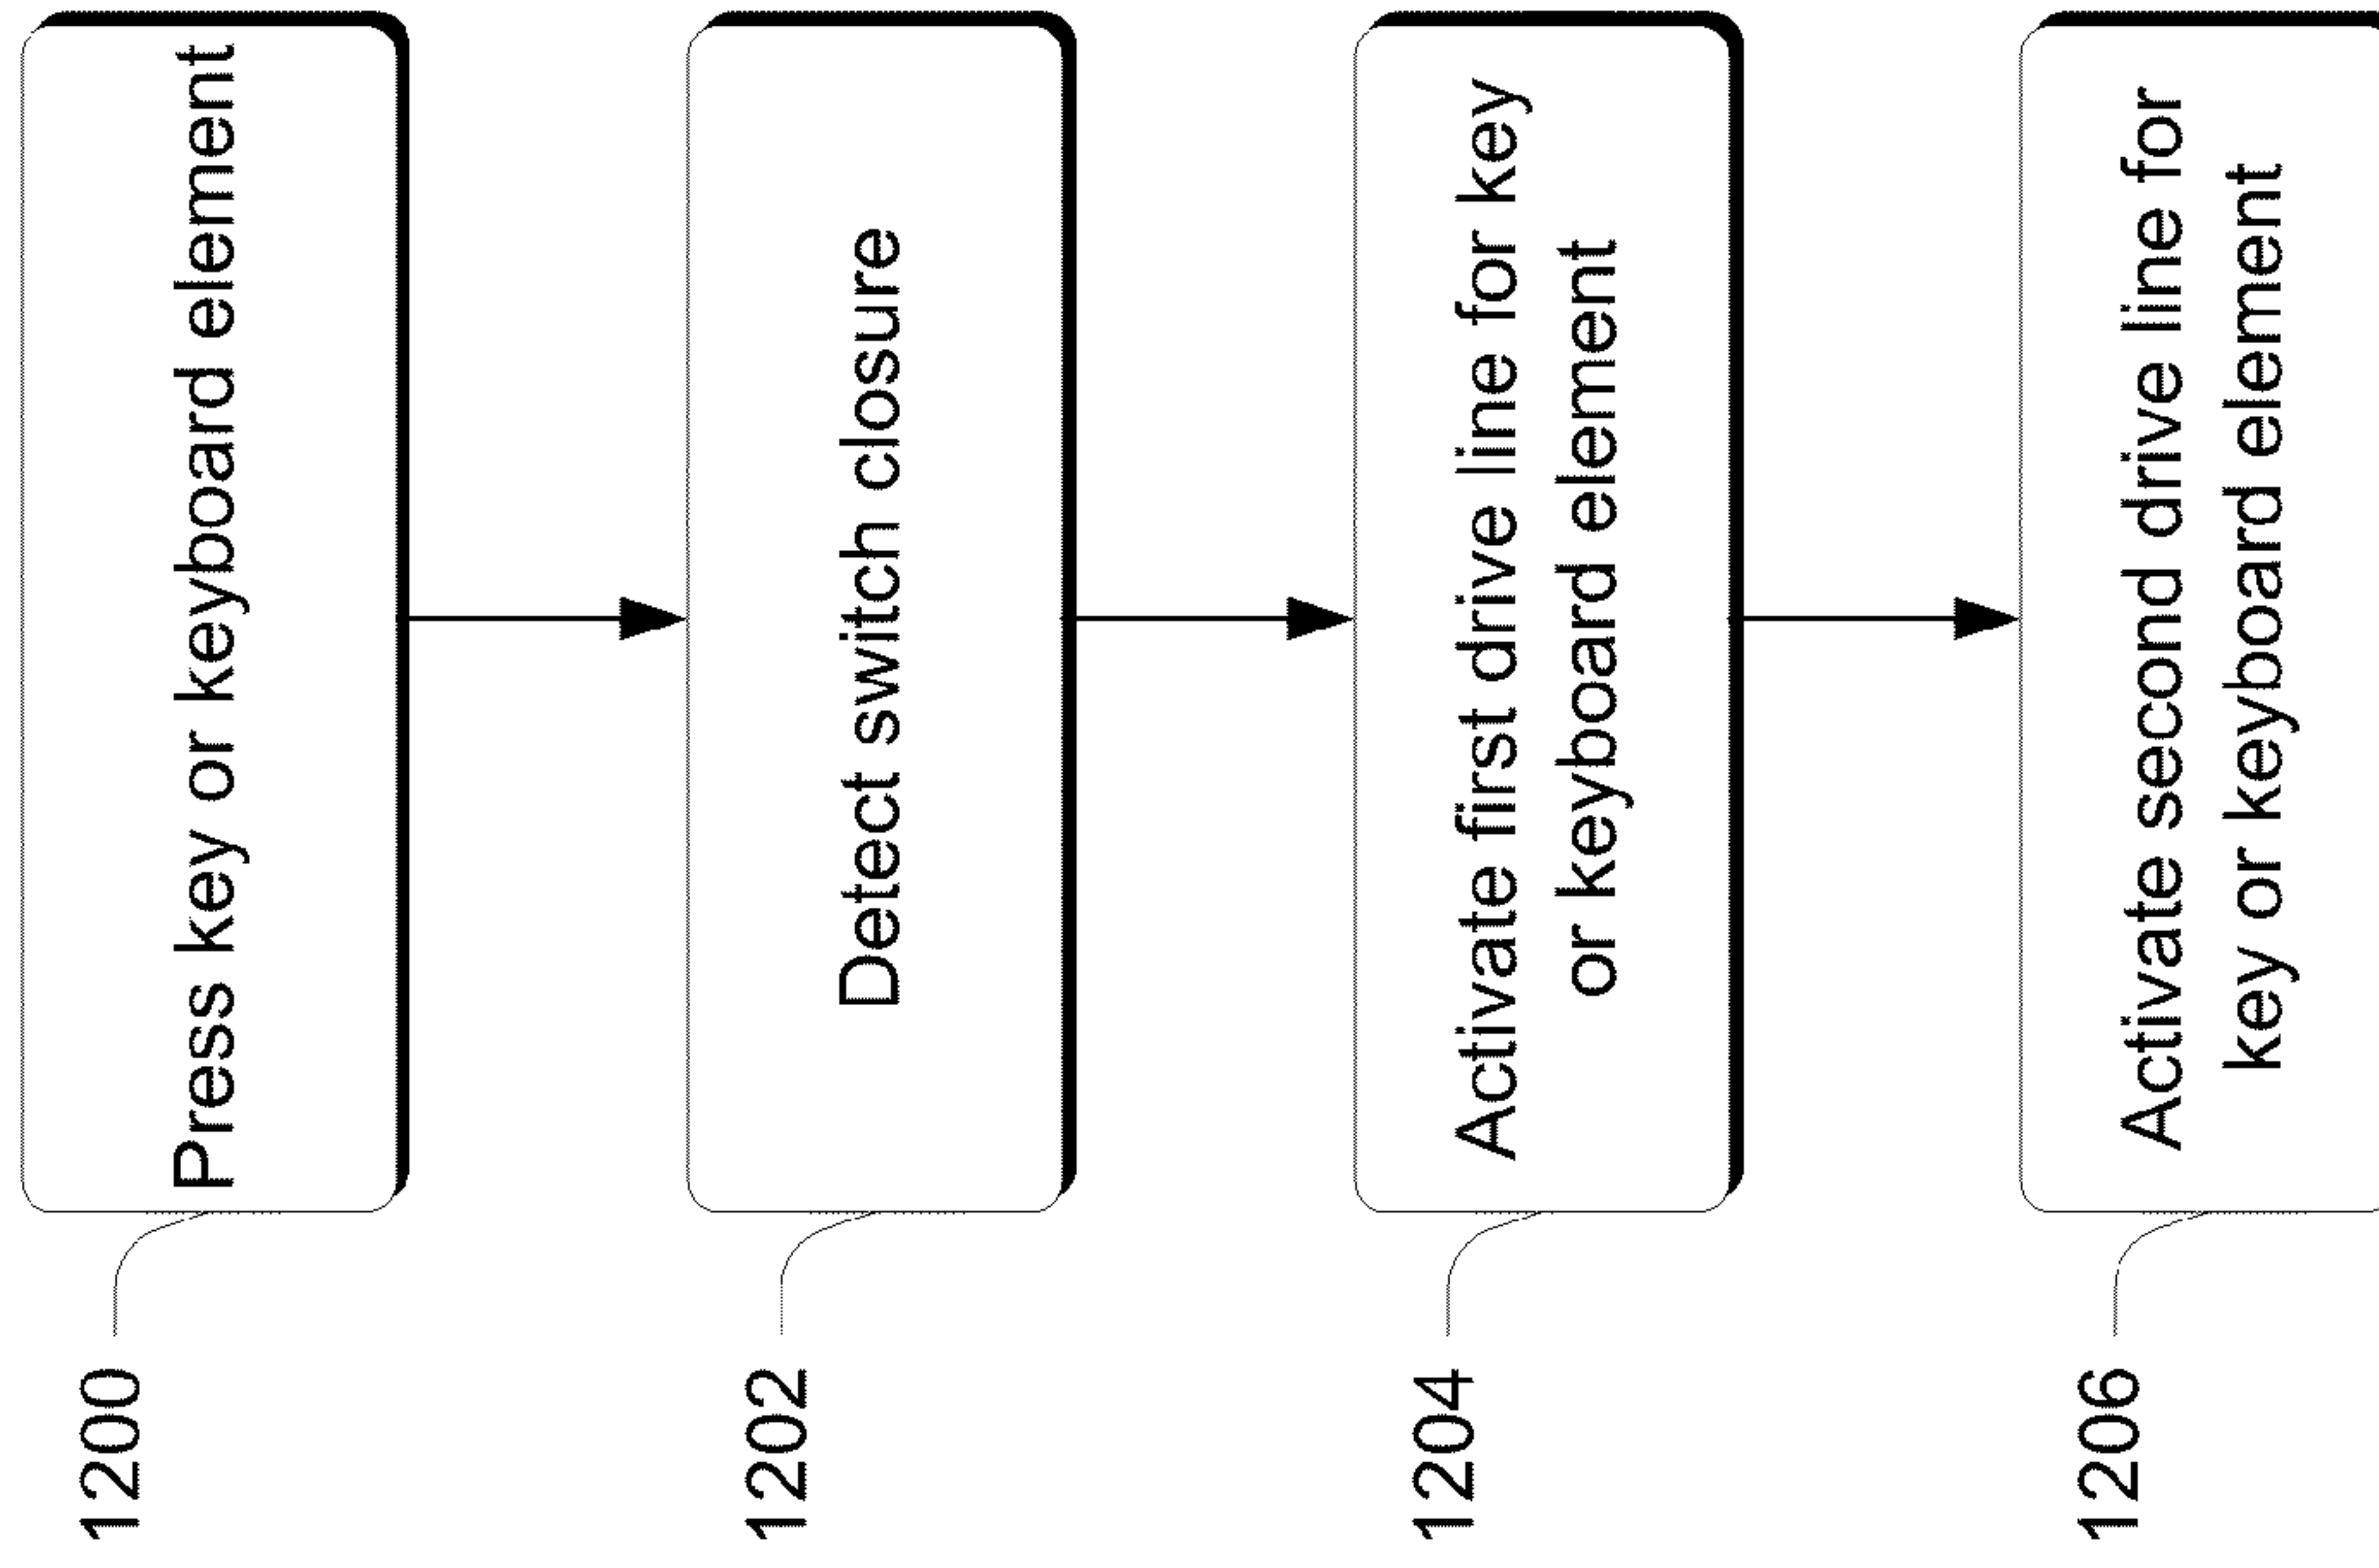 1200
Press key or keyboard element
1202
Detect switch closure
1204
Activate first drive line for key
or keyboard element
1206
Activate second drive line for
key or keyboard element